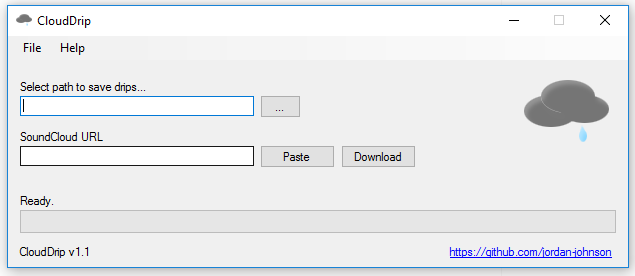 CloudDrip
File Help
Select path to save drips...
...
SoundCloud URL
Paste Download
Ready.
CloudDrip v1.1 https://github.com/jordan-johnson